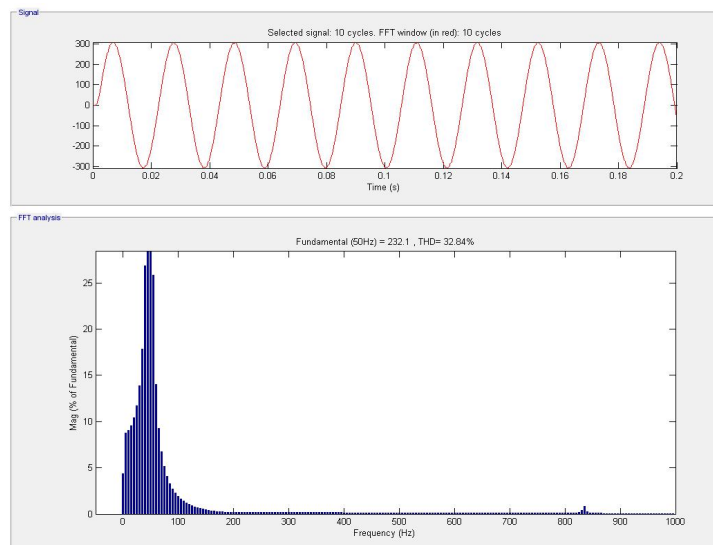 Signal
Selected signal: 10 cycles. FFT window (in red): 10 cycles
300
200
100
0
-100
-200
-300
0 0.02 0.04 0.06 0.08 0.1 0.12 0.14 0.16 0.18 0.2
Time (s)
FFT analysis
Fundamental (50Hz) = 232.1 , THD= 32.84%
Mag (% of Fundamental)
25
20
15
10
5
0
0 100 200 300 400 500 600 700 800 900 1000
Frequency (Hz)